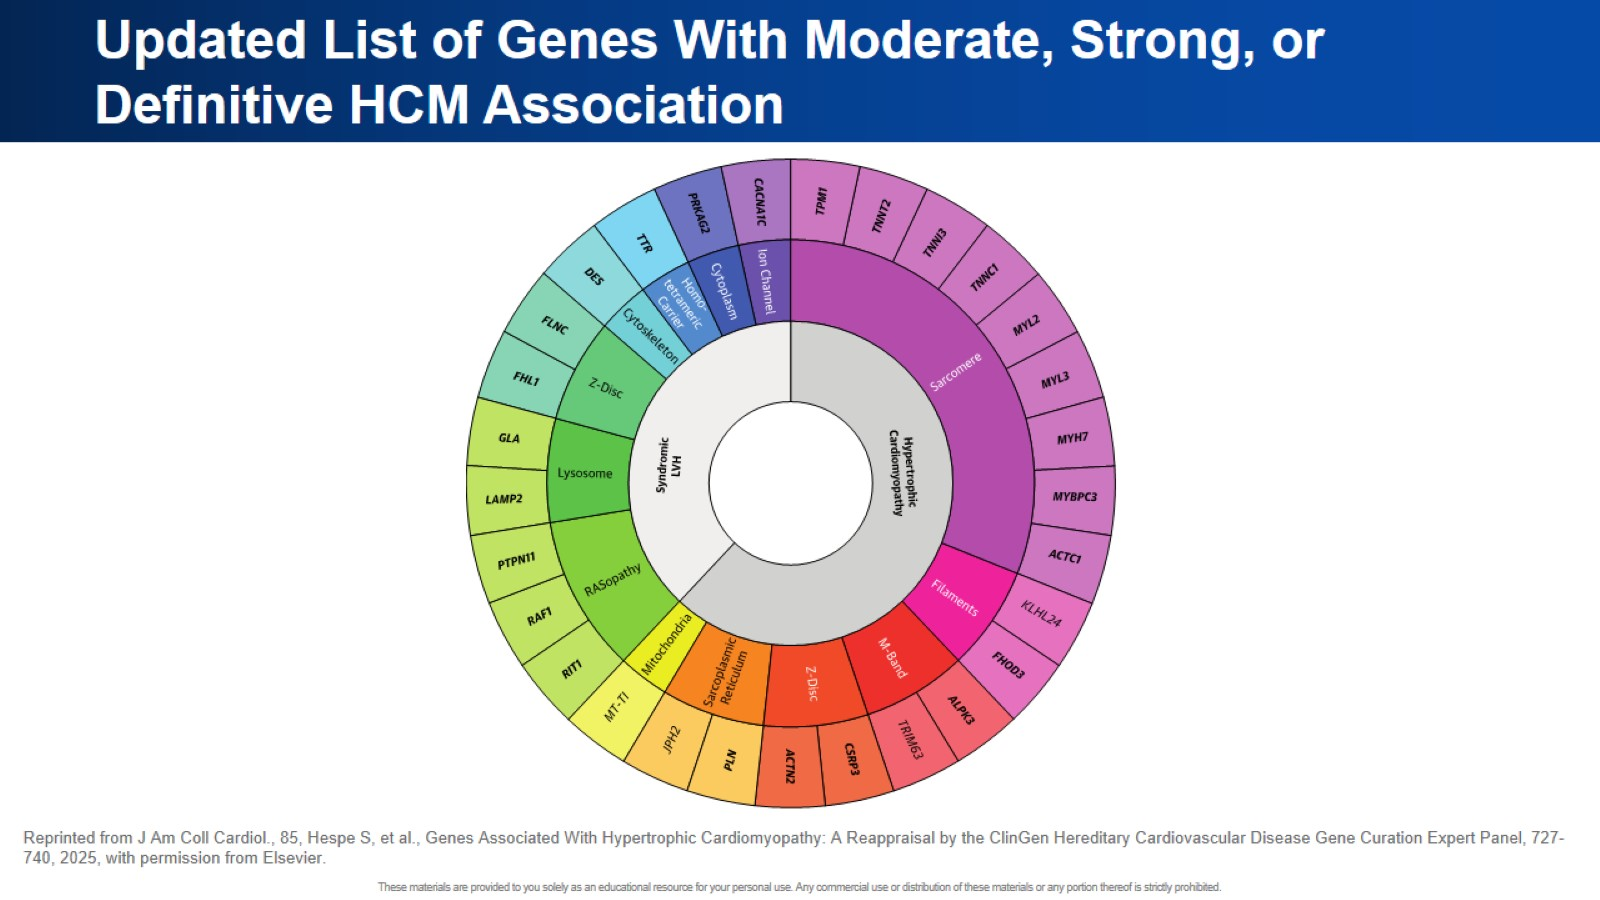 Updated List of Genes With Moderate, Strong, or
Definitive HCM Association
TPM1
TNNT2
TNNI3
TNNC1
MYL2
MYL3
MYH7
MYBPC3
ACTC1
KLHL24
FHOD3
ALPK3
TRIM63
CSRP3
ACTN2
PLN
JPH2
MT-TI
RIT1
RAF1
PTPN11
LAMP2
GLA
FHL1
FLNC
DES
TTR
PRKAG2
CACNA1C
Sarcomere
Filaments
M-Band
Z-Disc
Sarcoplasmic
Reticulum
Mitochondria
RASopathy
Lysosome
Z-Disc
Cytoskeleton
Homo-
tetrameric
Carrier
Cytoplasm
Ion Channel
Hypertrophic
Cardiomyopathy
Syndromic
LVH
Reprinted from J Am Coll Cardiol., 85, Hespe S, et al., Genes Associated With Hypertrophic Cardiomyopathy: A Reappraisal by the ClinGen Hereditary Cardiovascular Disease Gene Curation Expert Panel, 727-
740, 2025, with permission from Elsevier.
These materials are provided to you solely as an educational resource for your personal use. Any commercial use or distribution of these materials or any portion thereof is strictly prohibited.